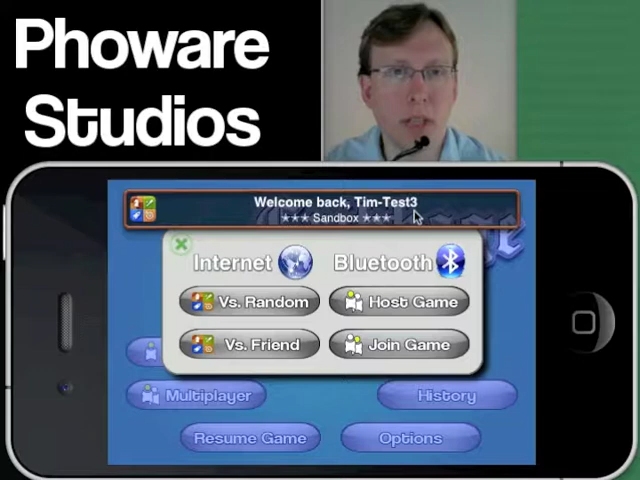 Phoware
Studios
Welcome back, Tim-Test3
*** Sandbox ***
Internet
Bluetooth
Vs. Random
Host Game
Vs. Friend
Join Game
Multiplayer
History
Resume Game
Options